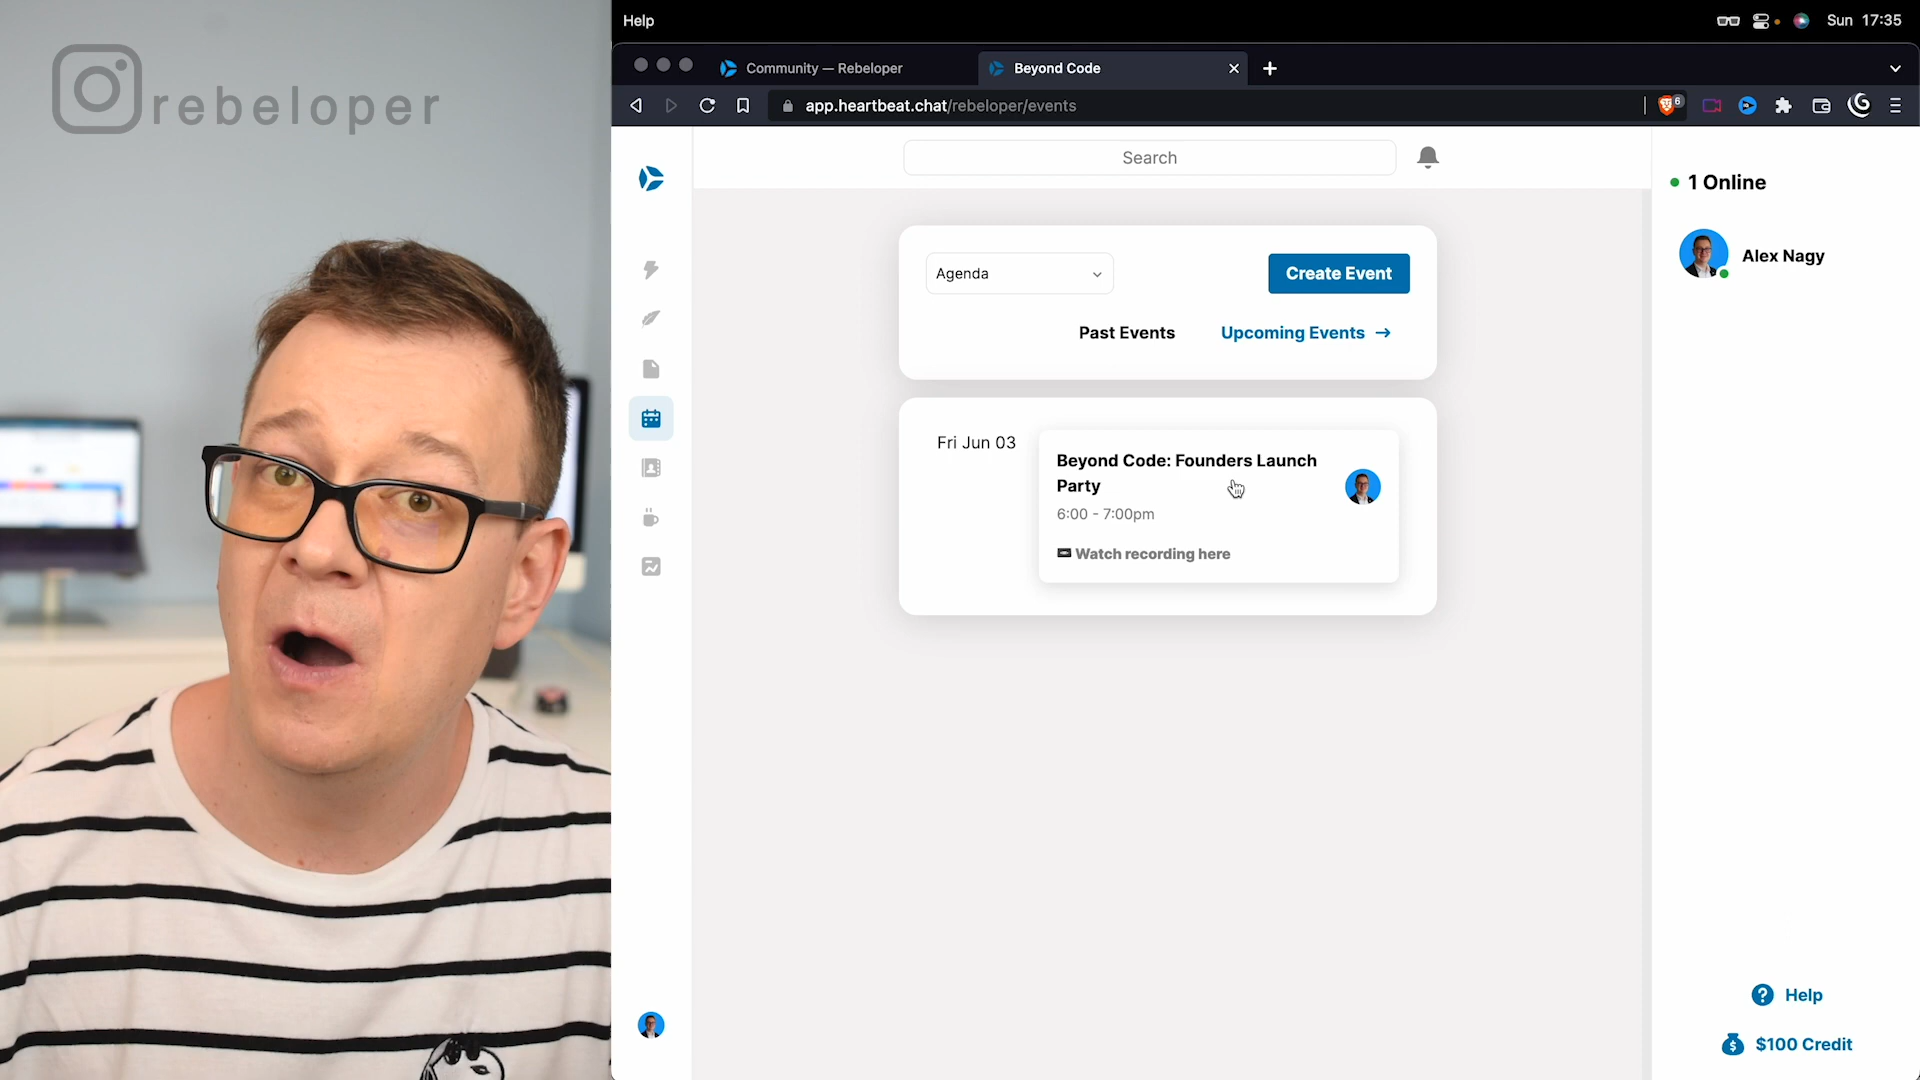 rebeloper
Help
Sun 17:35
Community — Rebeloper
Beyond Code
app.heartbeat.chat/rebeloper/events
6
Search
1 Online
Alex Nagy
Agenda
Create Event
Past Events
Upcoming Events →
Fri Jun 03
Beyond Code: Founders Launch
Party
6:00 - 7:00pm
Watch recording here
Help
$100 Credit